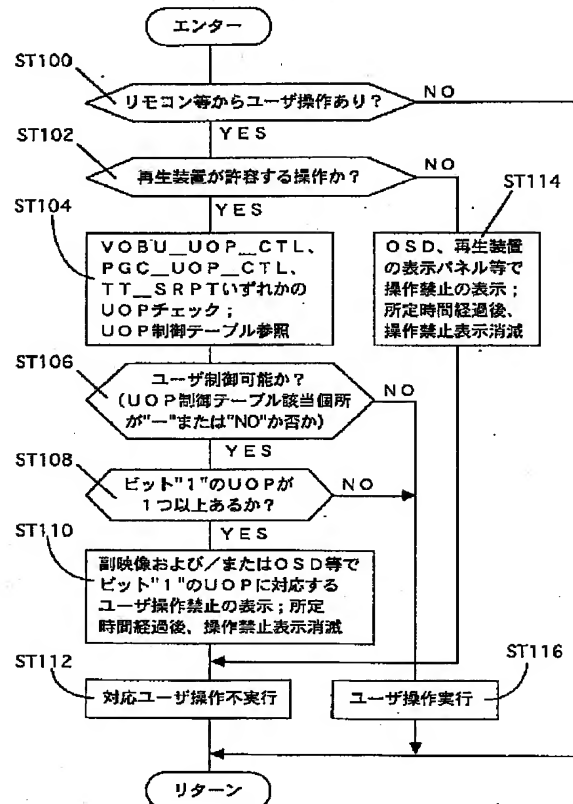 エンター
ST100
リモコン等からユーザ操作あり？
NO
YES
ST102
再生装置が許容する操作か？
NO
YES
ST114
ST104
VOBU__UOP__CTL、
PGC__UOP__CTL、
TT__SRPTいずれかの
UOPチェック；
UOP制御テーブル参照
OSD、再生装置
の表示パネル等で
操作禁止の表示；
所定時間経過後、
操作禁止表示消滅
ST106
ユーザ制御可能か？
（UOP制御テーブル該当個所
が"ー"または"NO"か否か）
NO
YES
ST108
ビット"1"のUOPが
1つ以上あるか？
NO
YES
ST110
副映像および／またはOSD等で
ビット"1"のUOPに対応する
ユーザ操作禁止の表示；所定
時間経過後、操作禁止表示消滅
ST112
対応ユーザ操作不実行
ST116
ユーザ操作実行
リターン